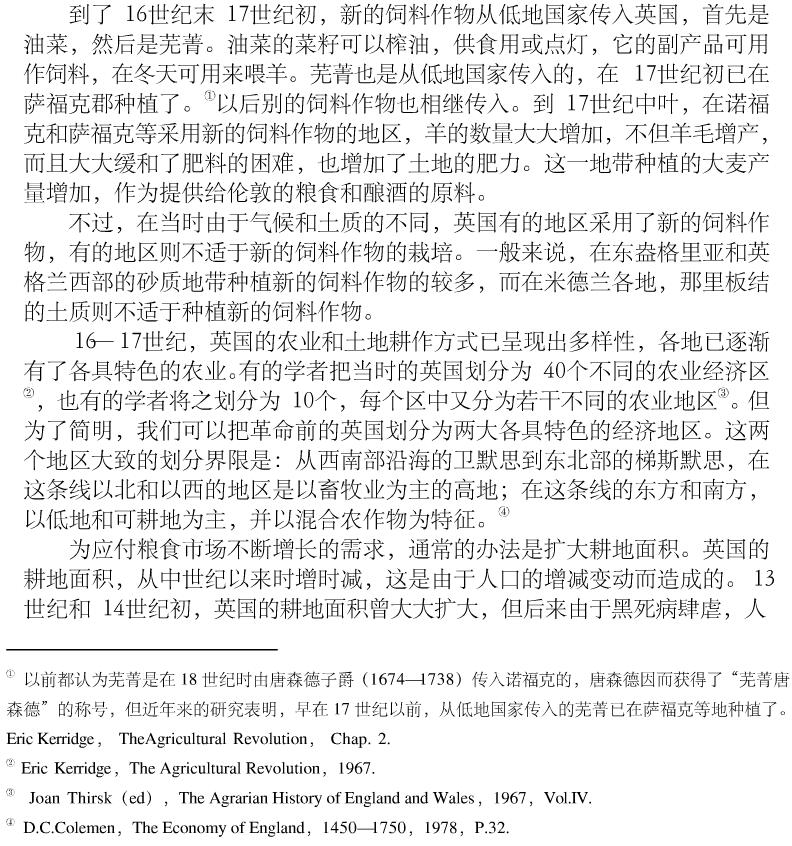 到了 16世纪末 17世纪初，新的饲料作物从低地国家传入英国，首先是
油菜，然后是芜菁。油菜的菜籽可以榨油，供食用或点灯，它的副产品可用
作饲料，在冬天可用来喂羊。芜菁也是从低地国家传入的，在 17世纪初已在
萨福克郡种植了。①以后别的饲料作物也相继传入。到 17世纪中叶，在诺福
克和萨福克等采用新的饲料作物的地区，羊的数量大大增加，不但羊毛增产，
而且大大缓和了肥料的困难，也增加了土地的肥力。这一地带种植的大麦产
量增加，作为提供给伦敦的粮食和酿酒的原料。
不过，在当时由于气候和土质的不同，英国有的地区采用了新的饲料作
物，有的地区则不适于新的饲料作物的栽培。一般来说，在东盎格里亚和英
格兰西部的砂质地带种植新的饲料作物的较多，而在米德兰各地，那里板结
的土质则不适于种植新的饲料作物。
16—17世纪，英国的农业和土地耕作方式已呈现出多样性，各地已逐渐
有了各具特色的农业。有的学者把当时的英国划分为 40个不同的农业经济区
②，也有的学者将之划分为 10个，每个区中又分为若干不同的农业地区③。但
为了简明，我们可以把革命前的英国划分为两大各具特色的经济地区。这两
个地区大致的划分界限是：从西南部沿海的卫默思到东北部的梯斯默思，在
这条线以北和以西的地区是以畜牧业为主的高地；在这条线的东方和南方，
以低地和可耕地为主，并以混合农作物为特征。④
为应付粮食市场不断增长的需求，通常的办法是扩大耕地面积。英国的
耕地面积，从中世纪以来时增时减，这是由于人口的增减变动而造成的。13
世纪和 14世纪初，英国的耕地面积曾大大扩大，但后来由于黑死病肆虐，人
① 以前都认为芜菁是在 18 世纪时由唐森德子爵（1674—1738）传入诺福克的，唐森德因而获得了“芜菁唐
森德”的称号，但近年来的研究表明，早在 17 世纪以前，从低地国家传入的芜菁已在萨福克等地种植了。
Eric Kerridge， TheAgricultural Revolution， Chap. 2.
② Eric Kerridge，The Agricultural Revolution，1967.
③ Joan Thirsk（ed），The Agrarian History of England and Wales，1967，Vol.Ⅳ.
④ D.C.Colemen，The Economy of England，1450—1750，1978，P.32.